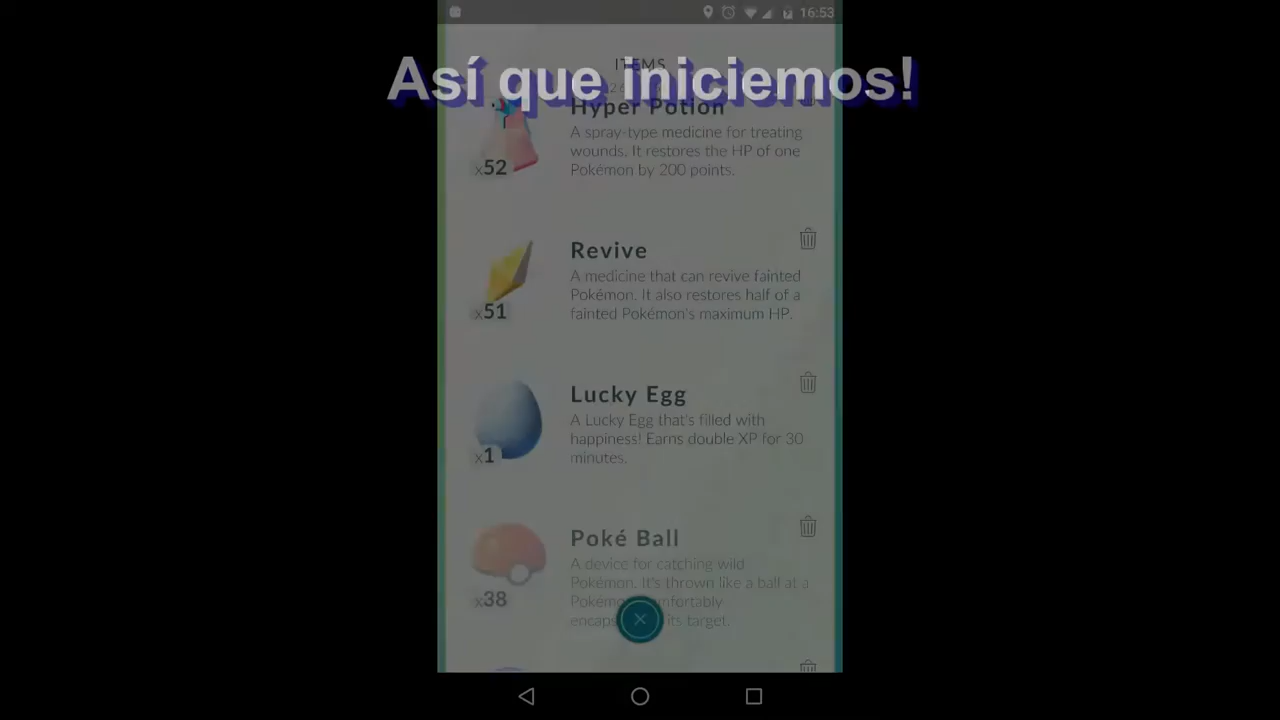 16:53
ITEMS
Así que iniciemos!
Hyper Potion
A spray-type medicine for treating
wounds. It restores the HP of one
Pokémon by 200 points.
x52
Revive
A medicine that can revive fainted
Pokémon. It also restores half of a
fainted Pokémon's maximum HP.
x51
Lucky Egg
A Lucky Egg that's filled with
happiness! Earns double XP for 30
minutes.
x1
Poké Ball
A device for catching wild
Pokémon. It's thrown like a ball at a
x38
its target.